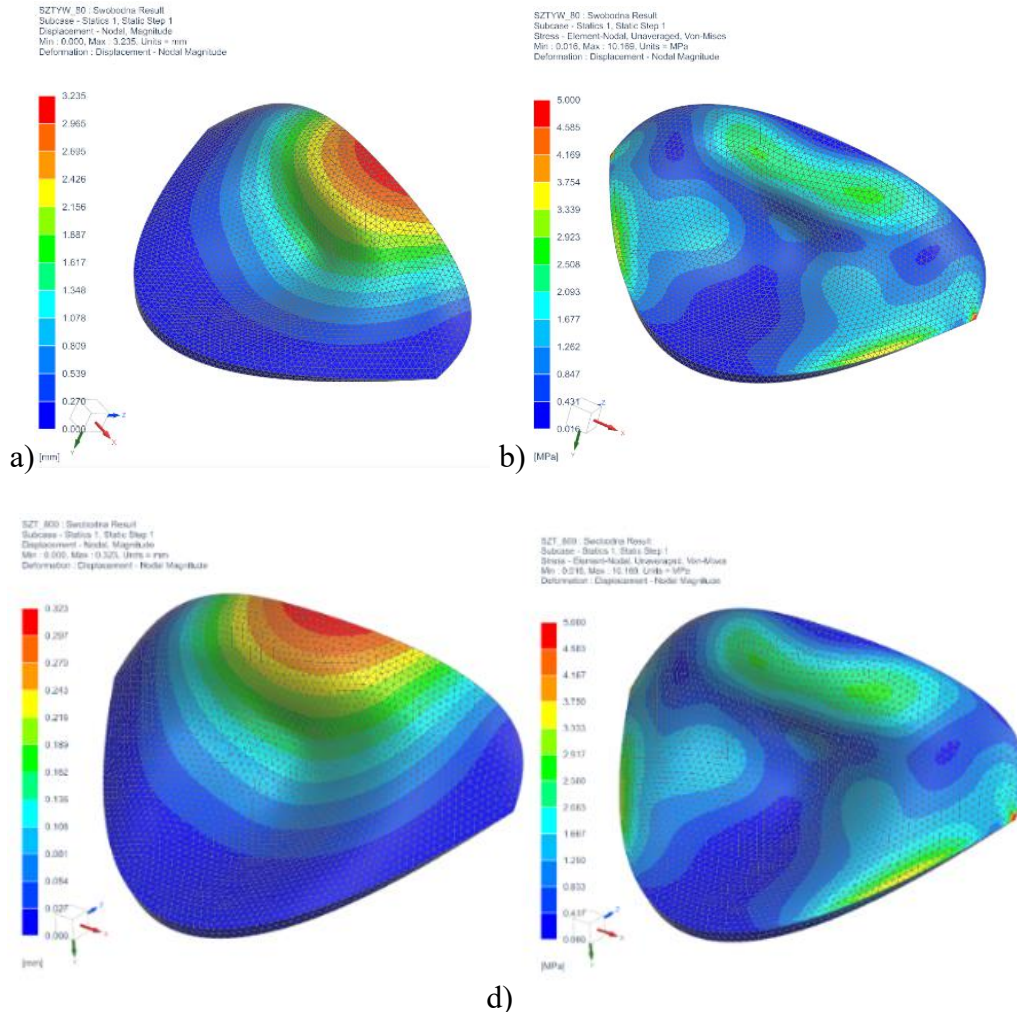 SZTYW_80 : Swobodna Result
Subcase - Statics 1, Static Step 1
Displacement - Nodal, Magnitude
Min : 0.000, Max : 3.235, Units = mm
Deformation : Displacement - Nodal Magnitude
3.235
2.965
2.695
2.426
2.156
1.887
1.617
1.348
1.078
0.809
0.539
0.270
0.000
[mm]
Z
X
Y
a)
SZTYW_80 : Swobodna Result
Subcase - Statics 1, Static Step 1
Stress - Element-Nodal, Unaveraged, Von-Mises
Min : 0.016, Max : 10.169, Units = MPa
Deformation : Displacement - Nodal Magnitude
5.000
4.585
4.169
3.754
3.339
2.923
2.508
2.093
1.677
1.262
0.847
0.431
0.016
[MPa]
Z
X
Y
b)
SZT_800 : Swobodna Result
Subcase - Statics 1, Static Step 1
Displacement - Nodal, Magnitude
Min : 0.000, Max : 0.323, Units = mm
Deformation : Displacement - Nodal Magnitude
0.323
0.297
0.270
0.243
0.216
0.189
0.162
0.135
0.108
0.081
0.054
0.027
0.000
[mm]
Z
X
Y
SZT_800 : Swobodna Result
Subcase - Statics 1, Static Step 1
Stress - Element-Nodal, Unaveraged, Von-Mises
Min : 0.016, Max : 10.169, Units = MPa
Deformation : Displacement - Nodal Magnitude
5.000
4.583
4.167
3.750
3.333
2.917
2.500
2.083
1.667
1.250
0.833
0.417
0.000
[MPa]
Z
X
Y
d)